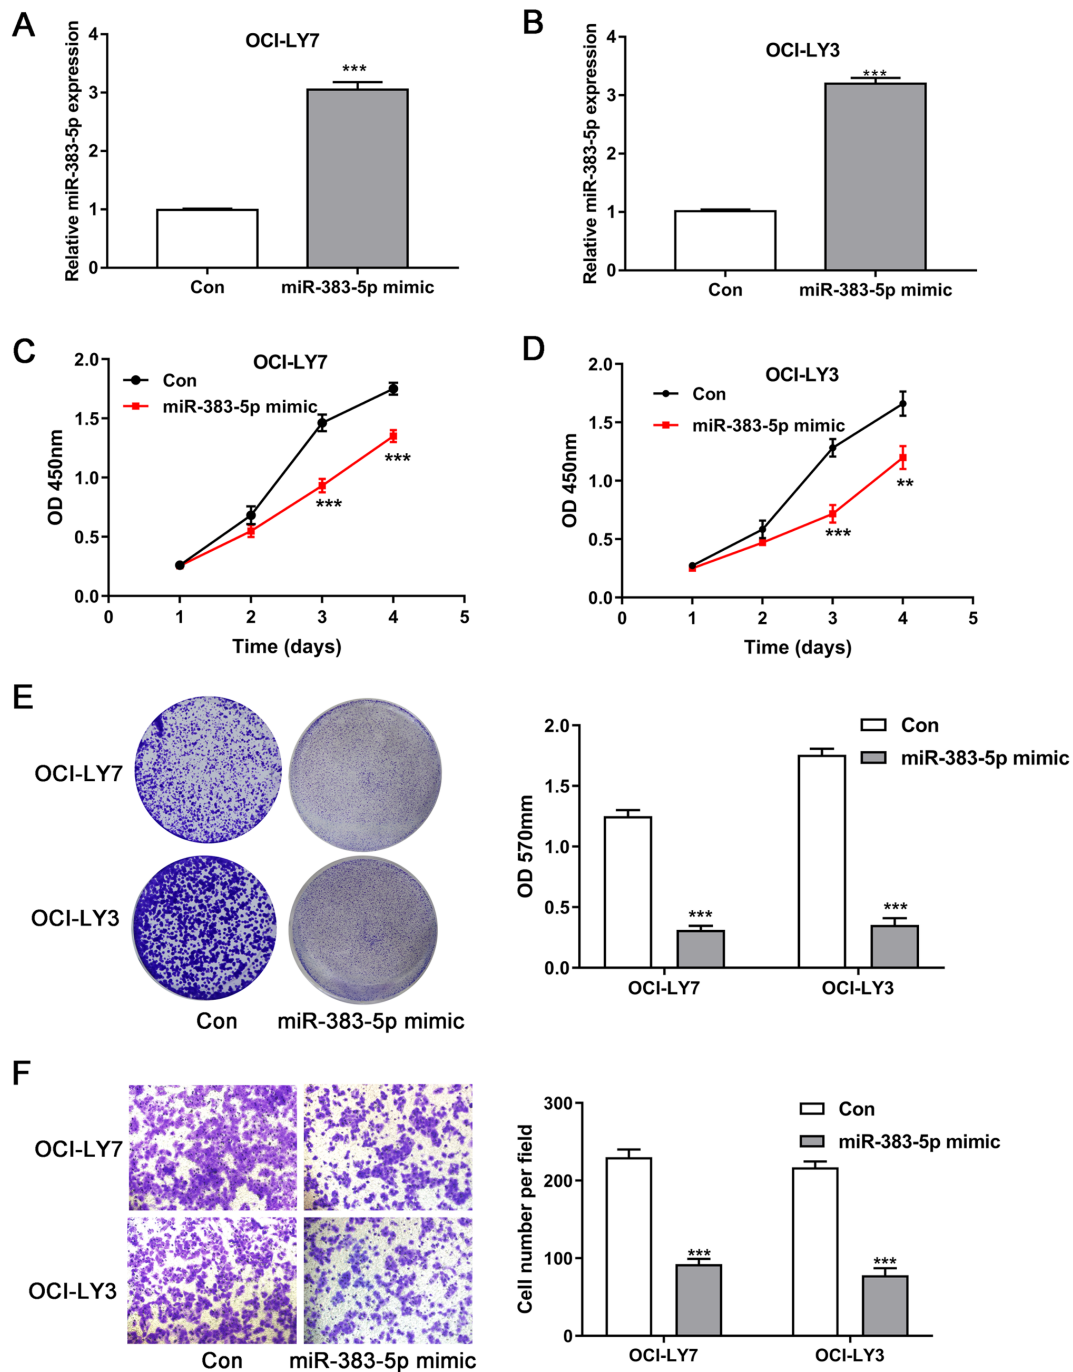 A
OCI-LY7
Relative miR-383-5p expression
4
3
2
1
0
***
Con
miR-383-5p mimic
B
OCI-LY3
Relative miR-383-5p expression
4
3
2
1
0
***
Con
miR-383-5p mimic
C
OCI-LY7
Con
miR-383-5p mimic
OD 450nm
2.0
1.5
1.0
0.5
0.0
***
***
0 1 2 3 4 5
Time (days)
D
OCI-LY3
Con
miR-383-5p mimic
OD 450nm
2.0
1.5
1.0
0.5
0.0
***
**
0 1 2 3 4 5
Time (days)
E
OCI-LY7
OCI-LY3
Con
miR-383-5p mimic
Con
miR-383-5p mimic
OD 570mm
2.0
1.5
1.0
0.5
0.0
***
***
OCI-LY7
OCI-LY3
F
OCI-LY7
OCI-LY3
Con
miR-383-5p mimic
Con
miR-383-5p mimic
Cell number per field
300
200
100
0
***
***
OCI-LY7
OCI-LY3